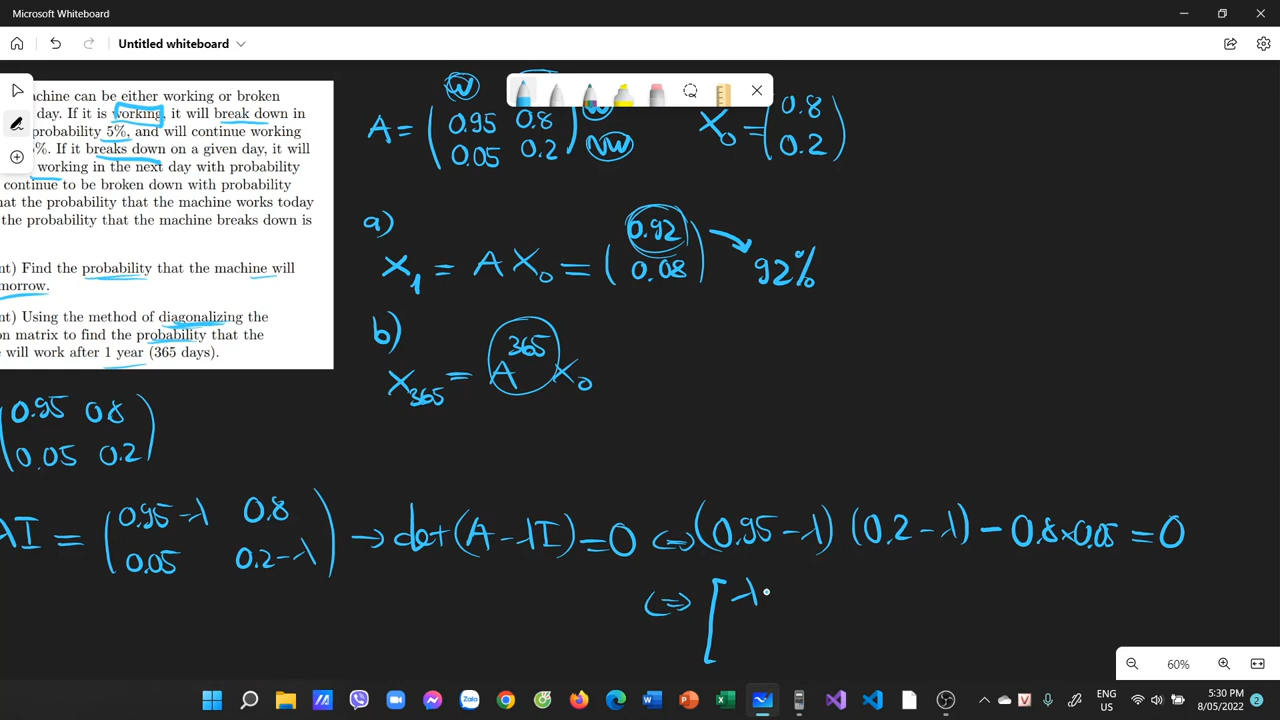 Microsoft Whiteboard
Untitled whiteboard
achine can be either working or broken
day. If it is working, it will break down in
probability 5%, and will continue working
%. If it breaks down on a given day, it will
working in the next day with probability
continue to be broken down with probability
hat the probability that the machine works today
the probability that the machine breaks down is
nt) Find the probability that the machine will
morrow.
nt) Using the method of diagonalizing the
on matrix to find the probability that the
e will work after 1 year (365 days).
W
A = (0.95 0.8
0.05 0.2) NW
X₀ = (0.8
0.2)
a)
X₁ = A X₀ = (0.92
0.08) → 92%
b)
X₃₆₅ = A³⁶⁵ X₀
(0.95 0.8
0.05 0.2)
λI = (0.95-λ 0.8
0.05 0.2-λ) → det(A-λI)=0 ⇔ (0.95-λ)(0.2-λ) - 0.8×0.05 = 0
⇔ [ λ
60%
ENG
US
5:30 PM
8/05/2022
2